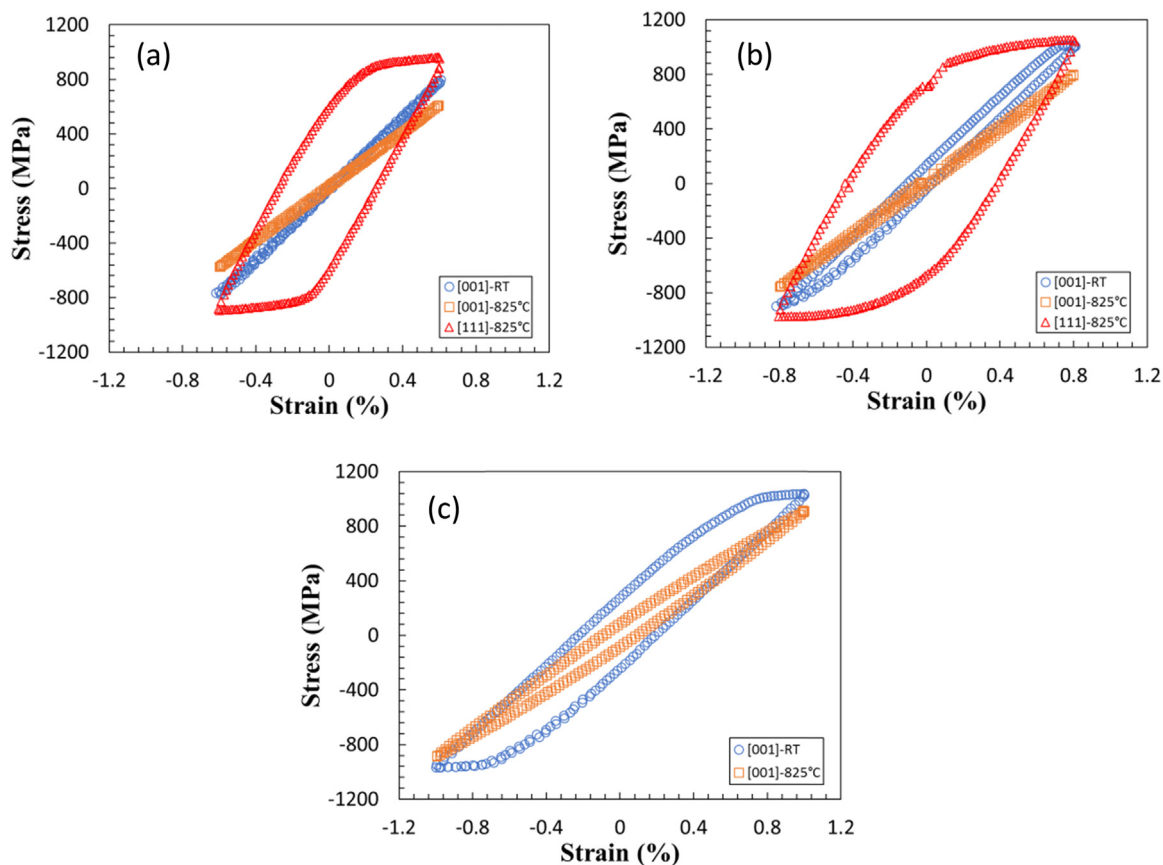 (a)
1200
800
400
0
-400
-800
-1200
Stress (MPa)
[001]-RT
[001]-825°C
[111]-825°C
-1.2 -0.8 -0.4 0 0.4 0.8 1.2
Strain (%)
(b)
1200
800
400
0
-400
-800
-1200
Stress (MPa)
[001]-RT
[001]-825°C
[111]-825°C
-1.2 -0.8 -0.4 0 0.4 0.8 1.2
Strain (%)
(c)
1200
800
400
0
-400
-800
-1200
Stress (MPa)
[001]-RT
[001]-825°C
-1.2 -0.8 -0.4 0 0.4 0.8 1.2
Strain (%)